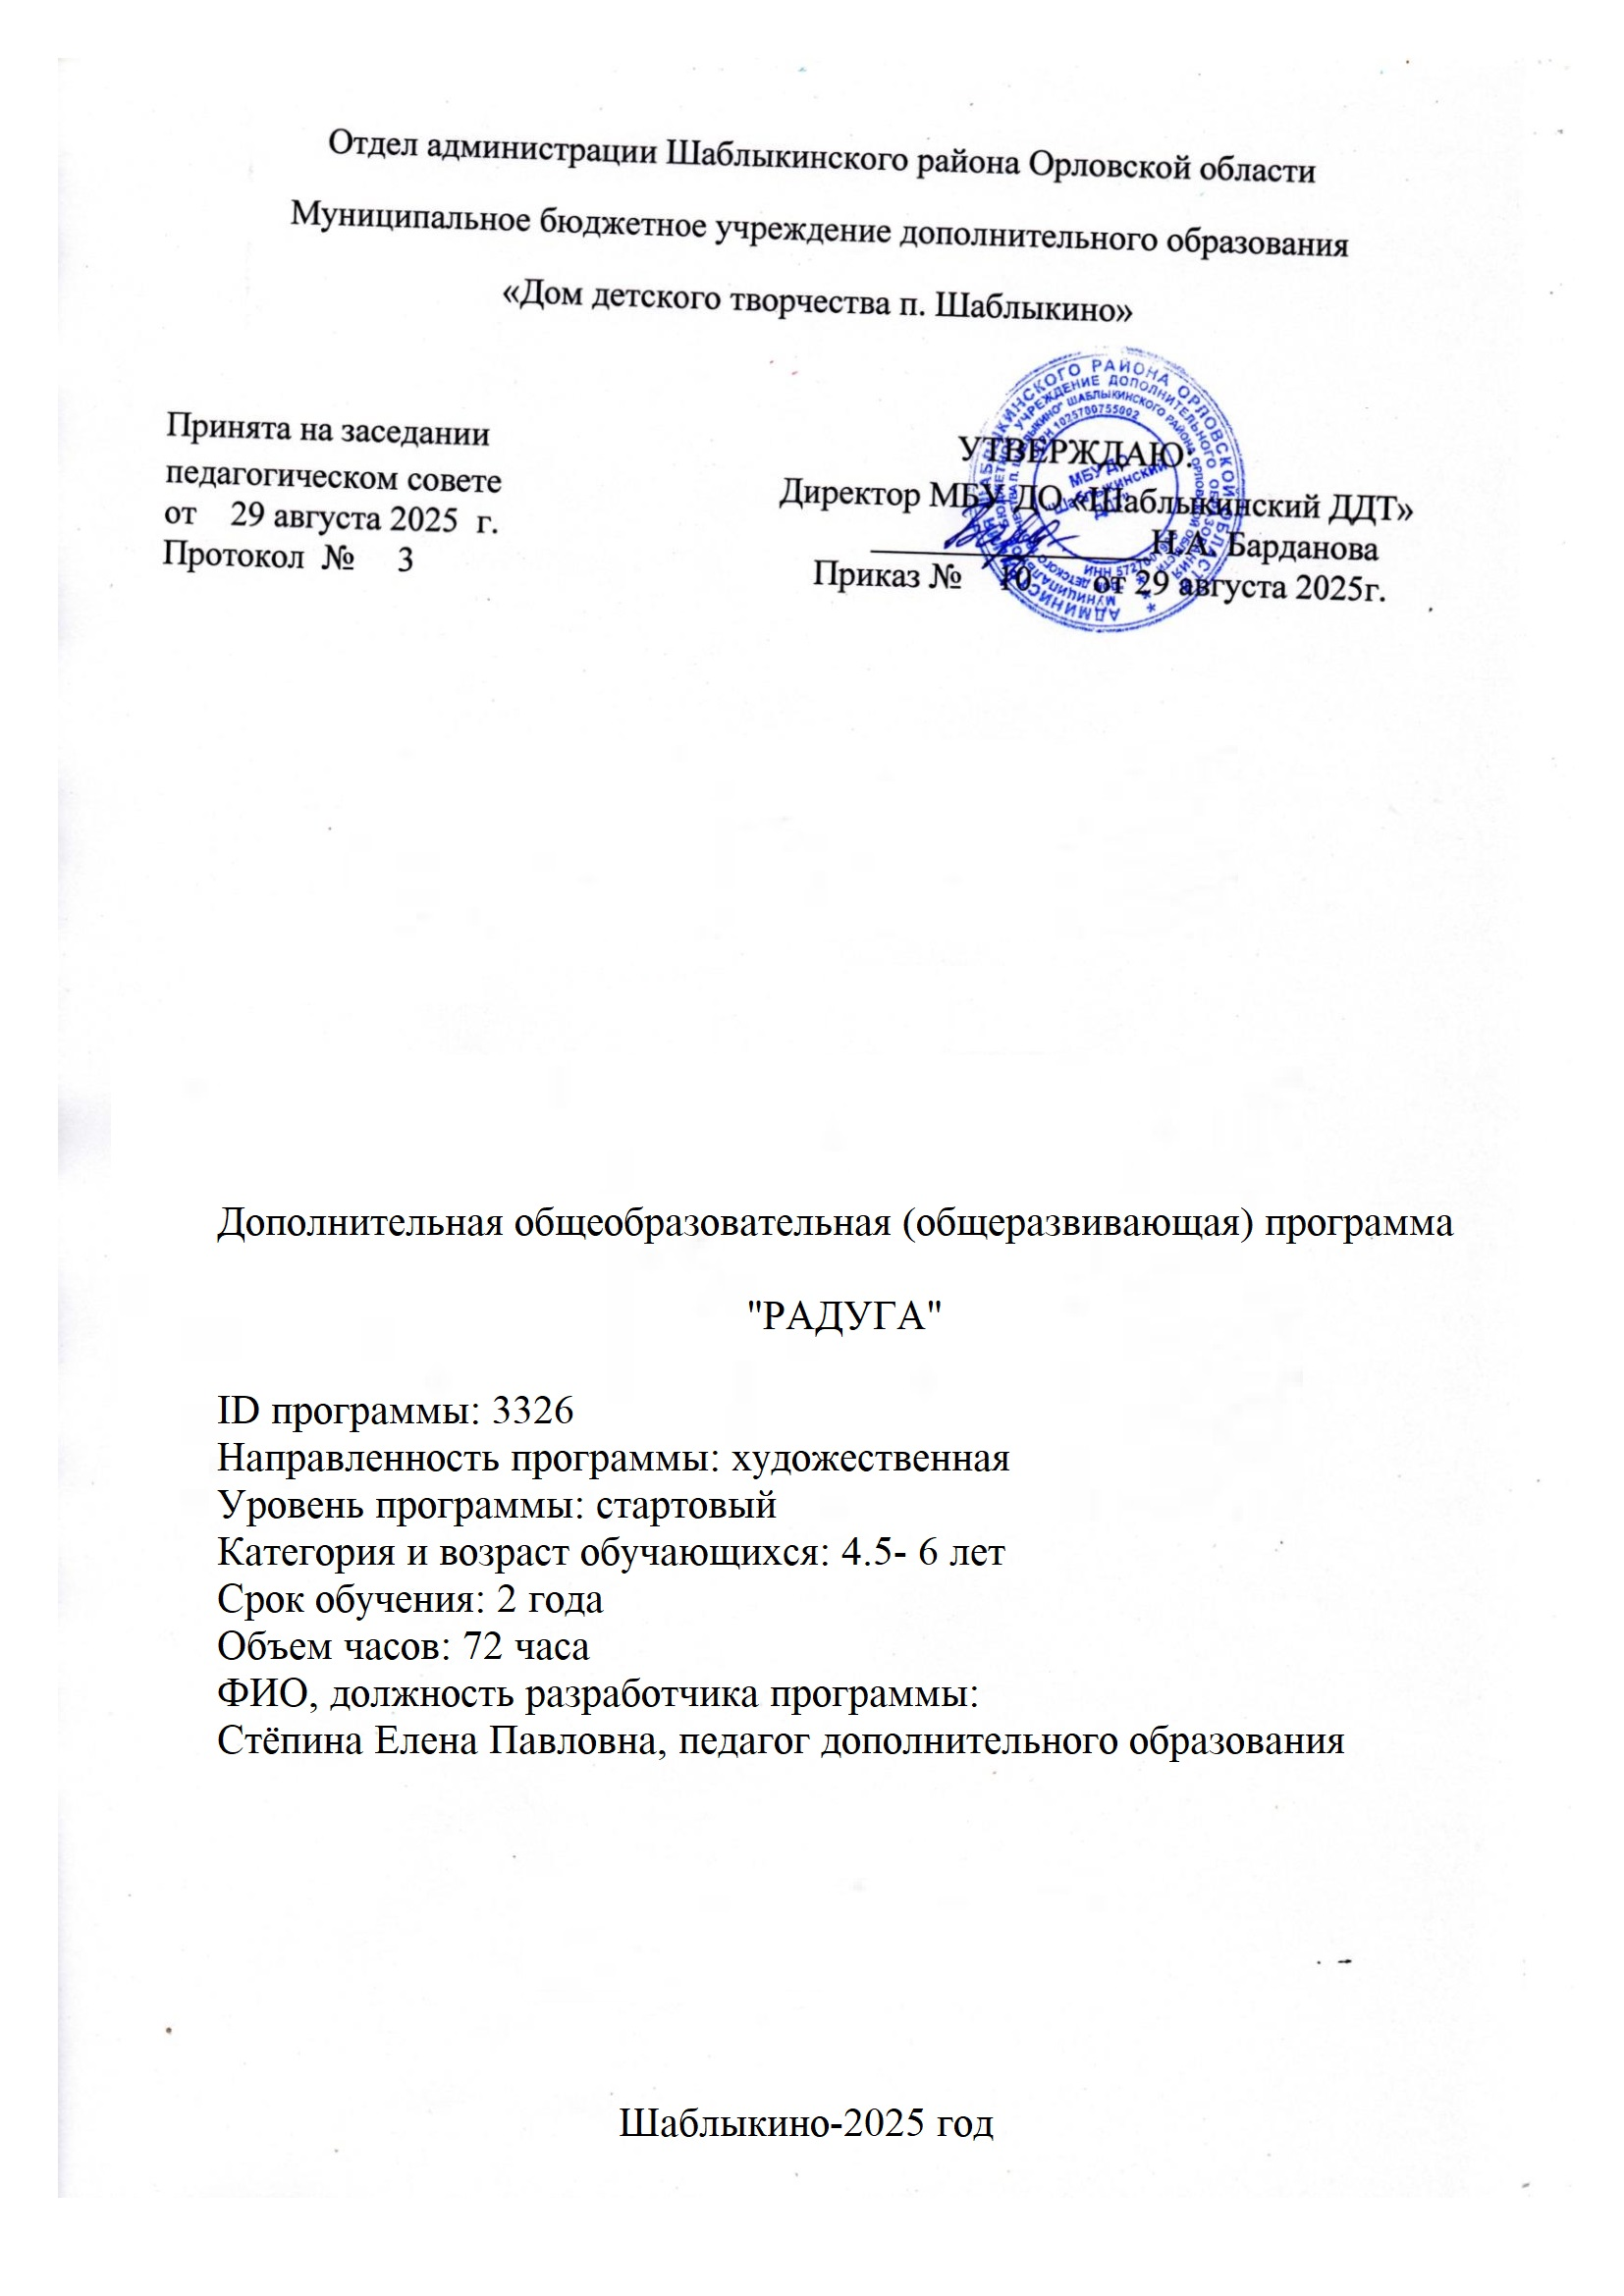 Отдел администрации Шаблыкинского района Орловской области
Муниципальное бюджетное учреждение дополнительного образования
«Дом детского творчества п. Шаблыкино»
Принята на заседании
педагогическом совете
от 29 августа 2025 г.
Протокол № 3
УТВЕРЖДАЮ:
Директор МБУ ДО «Шаблыкинский ДДТ»
Н.А. Барданова
Приказ № 10 от 29 августа 2025г.
МБУ ДО
"Шаблыкинский
ДДТ"
Дополнительная общеобразовательная (общеразвивающая) программа
"РАДУГА"
ID программы: 3326
Направленность программы: художественная
Уровень программы: стартовый
Категория и возраст обучающихся: 4.5- 6 лет
Срок обучения: 2 года
Объем часов: 72 часа
ФИО, должность разработчика программы:
Стёпина Елена Павловна, педагог дополнительного образования
Шаблыкино-2025 год